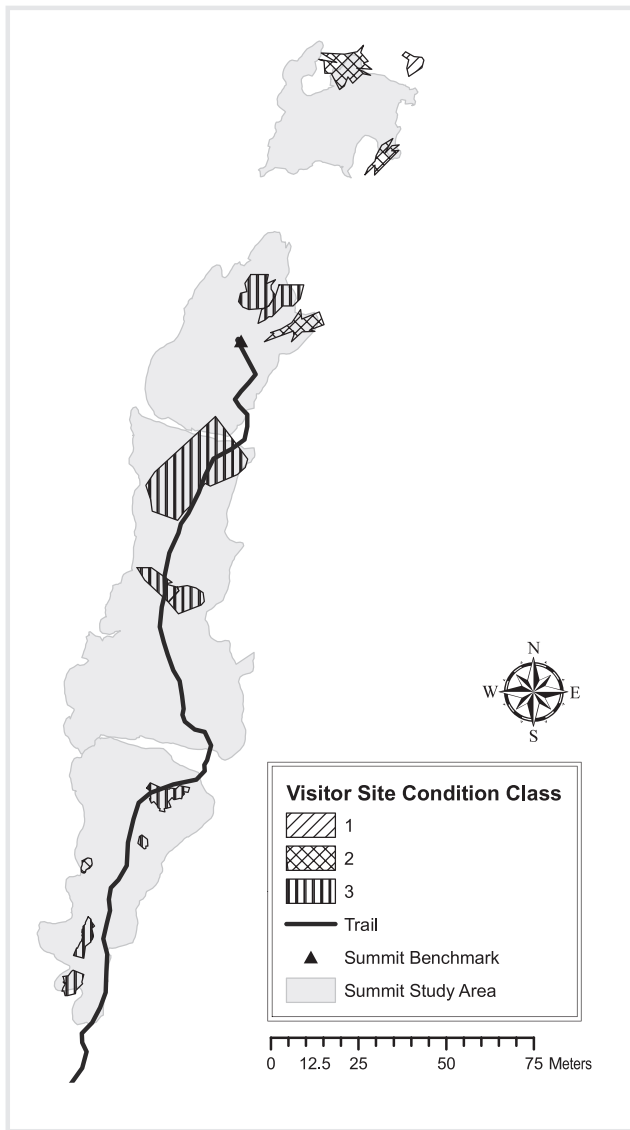 N
W E
S
Visitor Site Condition Class
1
2
3
Trail
Summit Benchmark
Summit Study Area
0 12.5 25 50 75 Meters